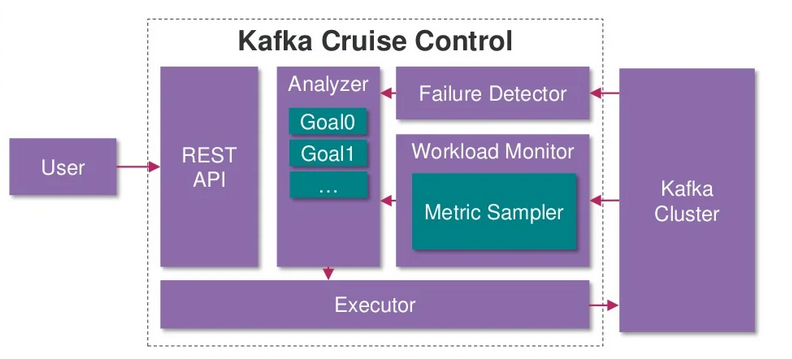 Kafka Cruise Control
User
REST
API
Analyzer
Goal0
Goal1
...
Failure Detector
Workload Monitor
Metric Sampler
Kafka
Cluster
Executor